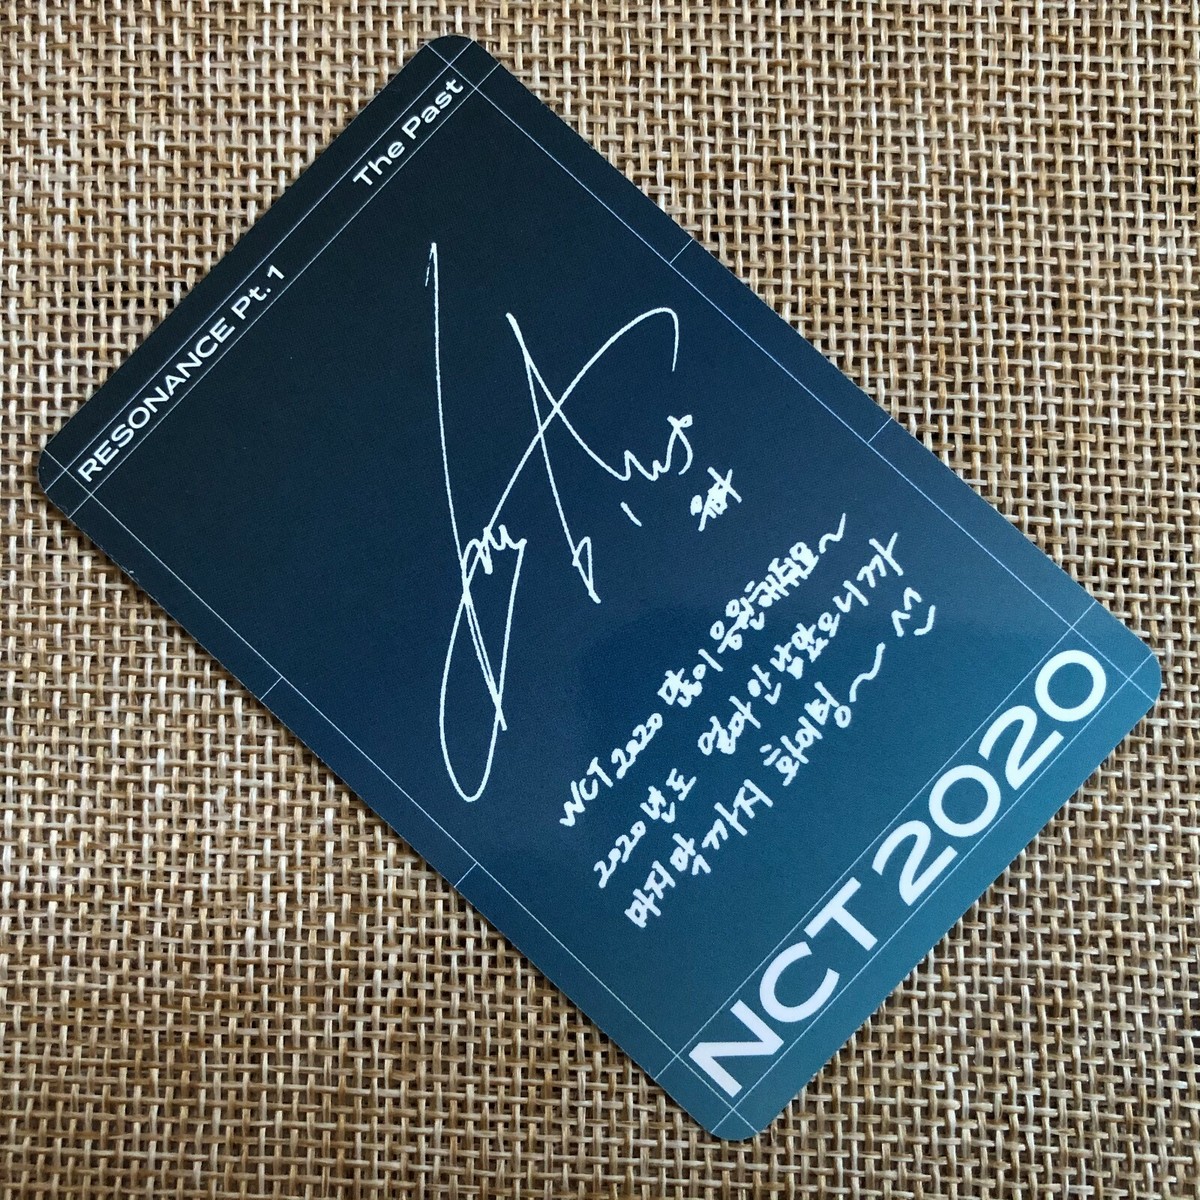 RESONANCE Pt. 1 The Past
NCT 2020 많이 응원해줘요~
2020년도 얼마 안 남았으니까
마지막까지 화이팅~
NCT 2020